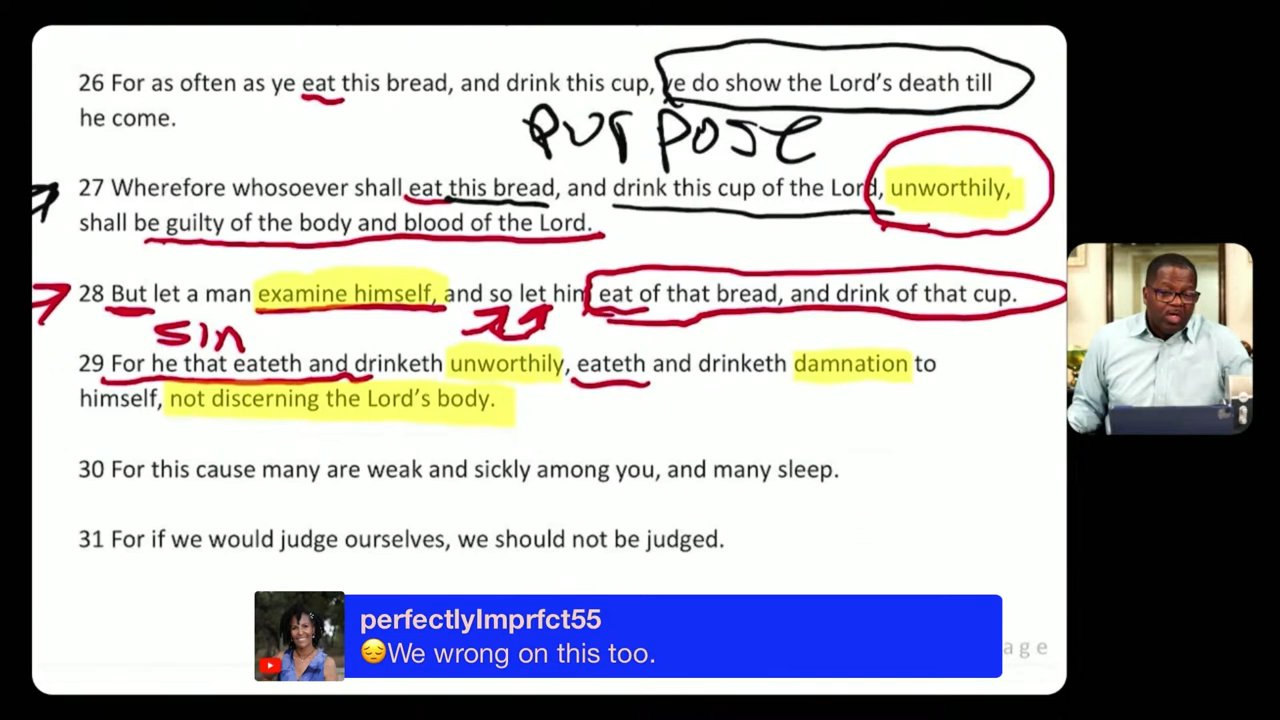 26 For as often as ye eat this bread, and drink this cup, ye do show the Lord's death till
he come.
PURPOSE
27 Wherefore whosoever shall eat this bread, and drink this cup of the Lord, unworthily,
shall be guilty of the body and blood of the Lord.
28 But let a man examine himself, and so let him eat of that bread, and drink of that cup.
sin
29 For he that eateth and drinketh unworthily, eateth and drinketh damnation to
himself, not discerning the Lord's body.
30 For this cause many are weak and sickly among you, and many sleep.
31 For if we would judge ourselves, we should not be judged.
perfectlyImprfct55
😔We wrong on this too.
age